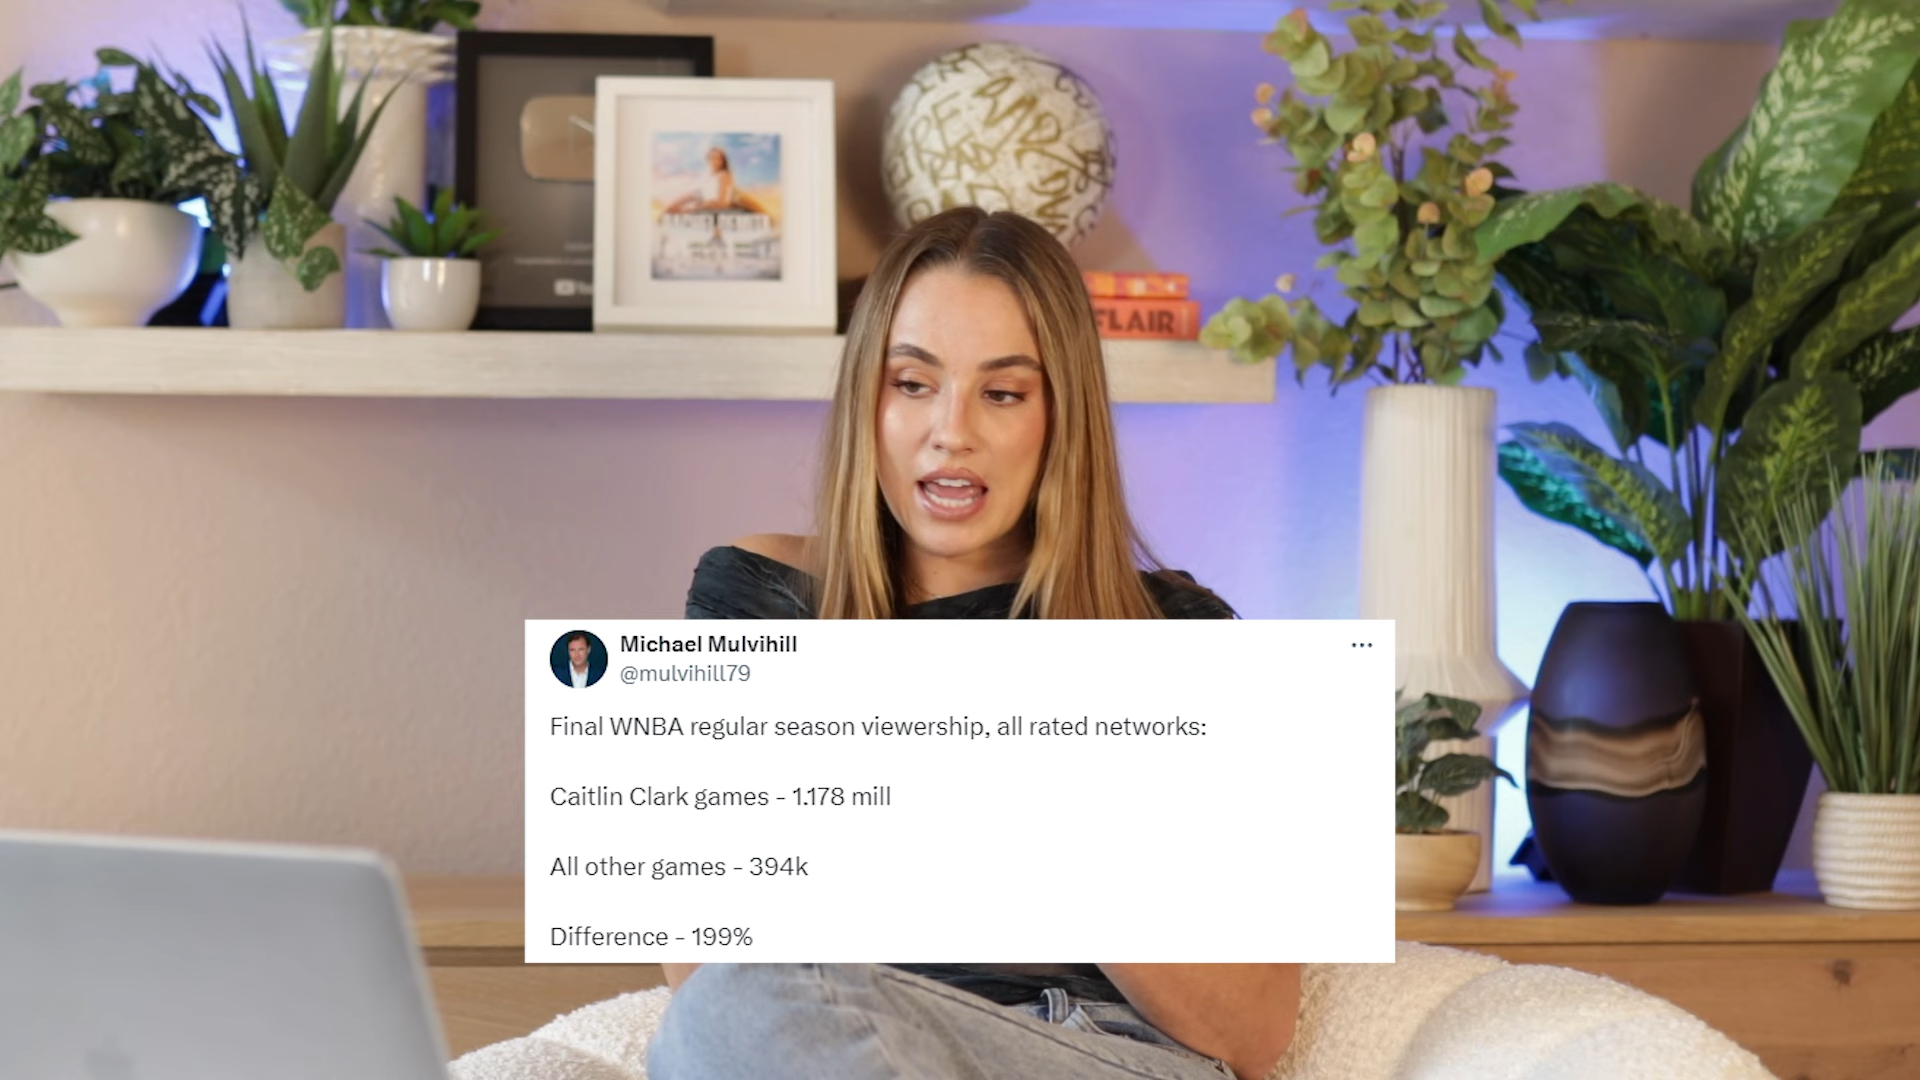 FLAIR
Michael Mulvihill
@mulvihill79
Final WNBA regular season viewership, all rated networks:
Caitlin Clark games - 1.178 mill
All other games - 394k
Difference - 199%